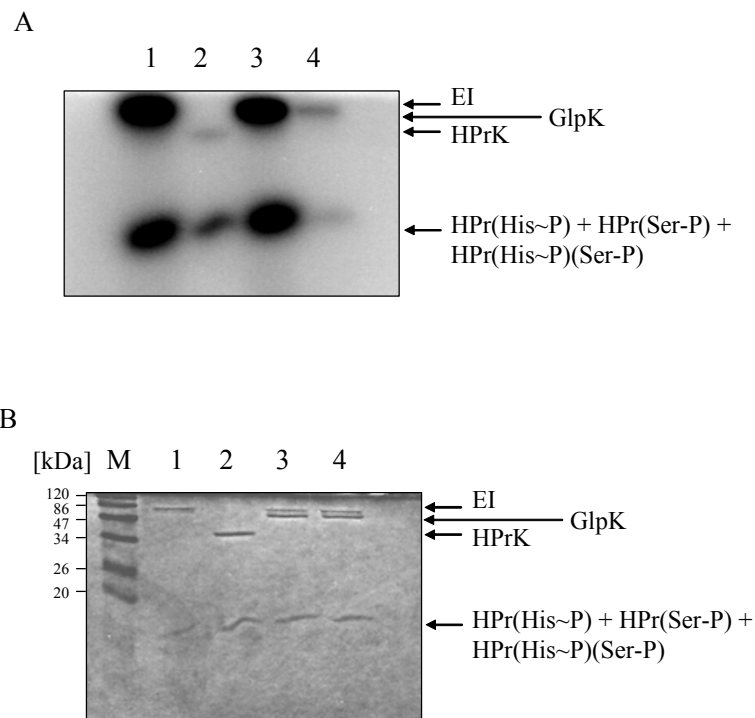 A
1 2 3 4
EI
GlpK
HPrK
HPr(His~P) + HPr(Ser-P) +
HPr(His~P)(Ser-P)
B
[kDa] M 1 2 3 4
120
86
47
34
26
20
EI
GlpK
HPrK
HPr(His~P) + HPr(Ser-P) +
HPr(His~P)(Ser-P)